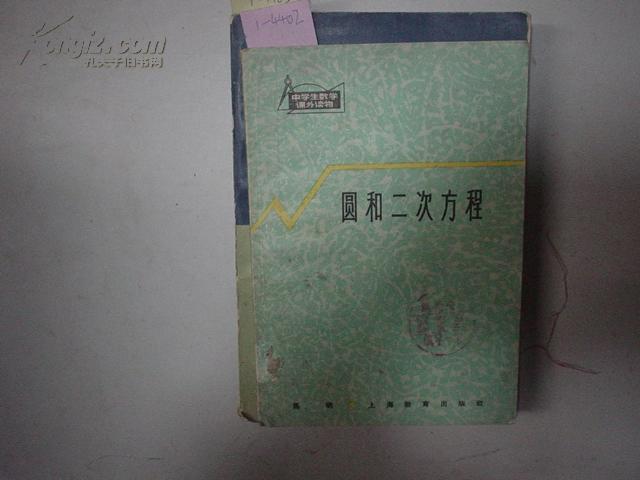 Kongfz.com
孔夫子旧书网
1-4402
中学生数学
课外读物
圆和二次方程
上海教育出版社